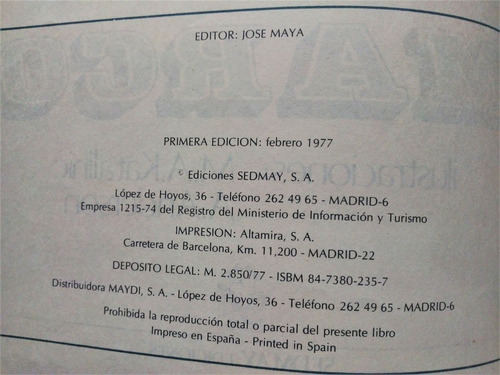 EDITOR: JOSE MAYA
PRIMERA EDICION: febrero 1977
© Ediciones SEDMAY, S. A.
López de Hoyos, 36 - Teléfono 262 49 65 - MADRID-6
Empresa 1215-74 del Registro del Ministerio de Información y Turismo
IMPRESION: Altamira, S. A.
Carretera de Barcelona, Km. 11,200 - MADRID-22
DEPOSITO LEGAL: M. 2.850/77 - ISBM 84-7380-235-7
Distribuidora MAYDI, S. A. - López de Hoyos, 36 - Teléfono 262 49 65 - MADRID-6
Prohibida la reproducción total o parcial del presente libro
Impreso en España - Printed in Spain